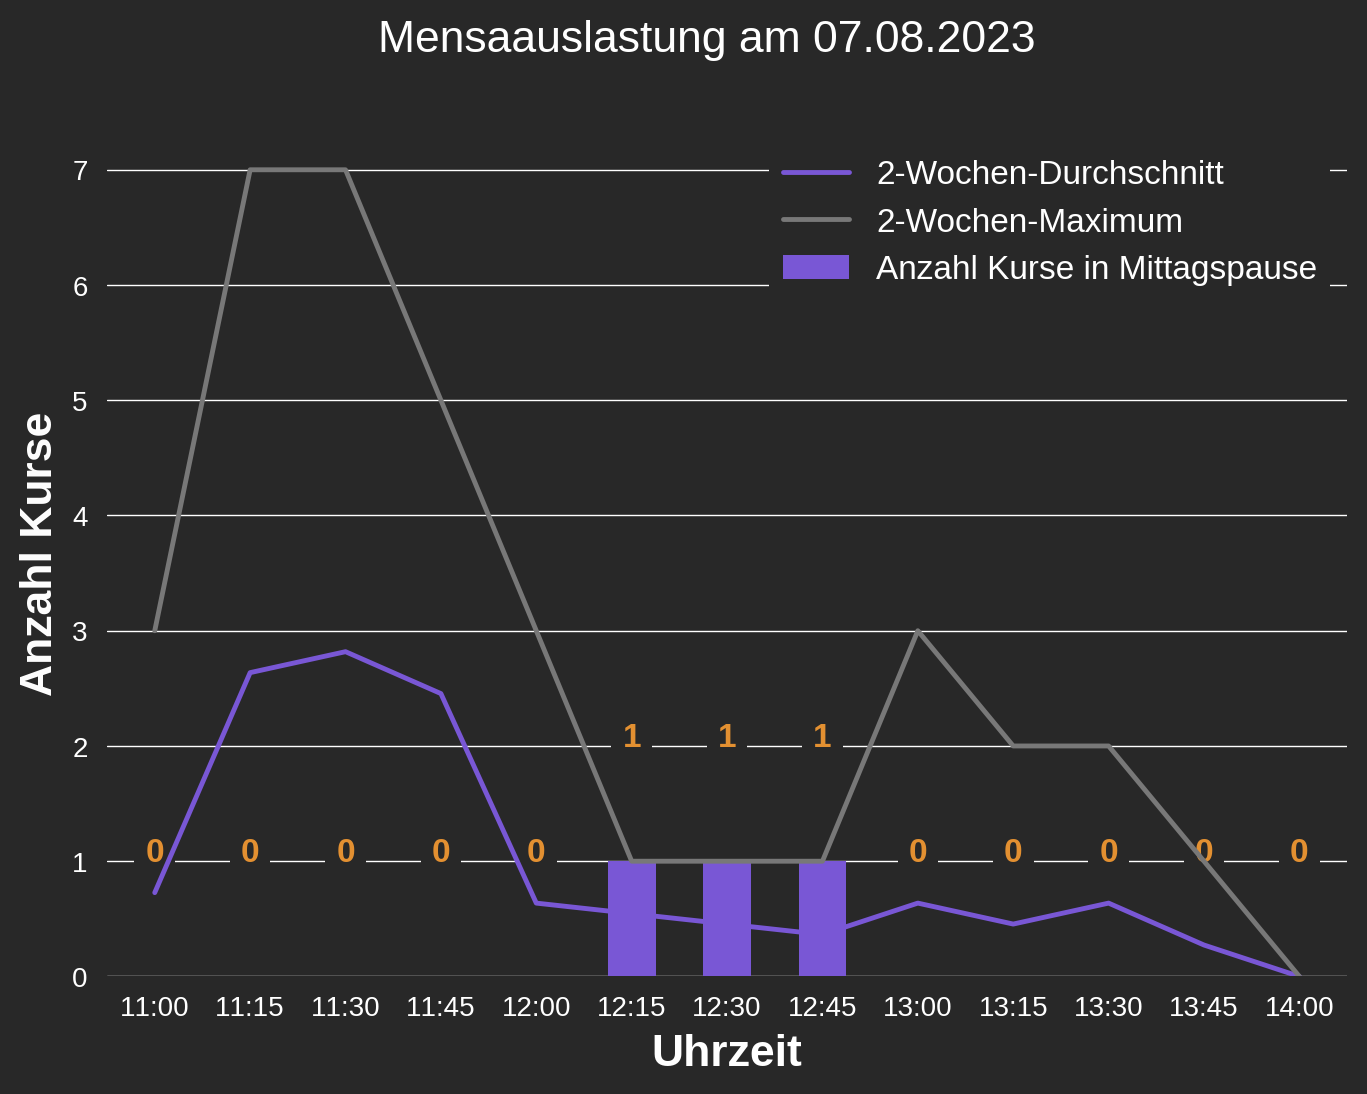 Mensaauslastung am 07.08.2023
2-Wochen-Durchschnitt
2-Wochen-Maximum
Anzahl Kurse in Mittagspause
Anzahl Kurse
7
6
5
4
3
2
1
0
0 0 0 0 0 1 1 1 0 0 0 0 0
11:00 11:15 11:30 11:45 12:00 12:15 12:30 12:45 13:00 13:15 13:30 13:45 14:00
Uhrzeit